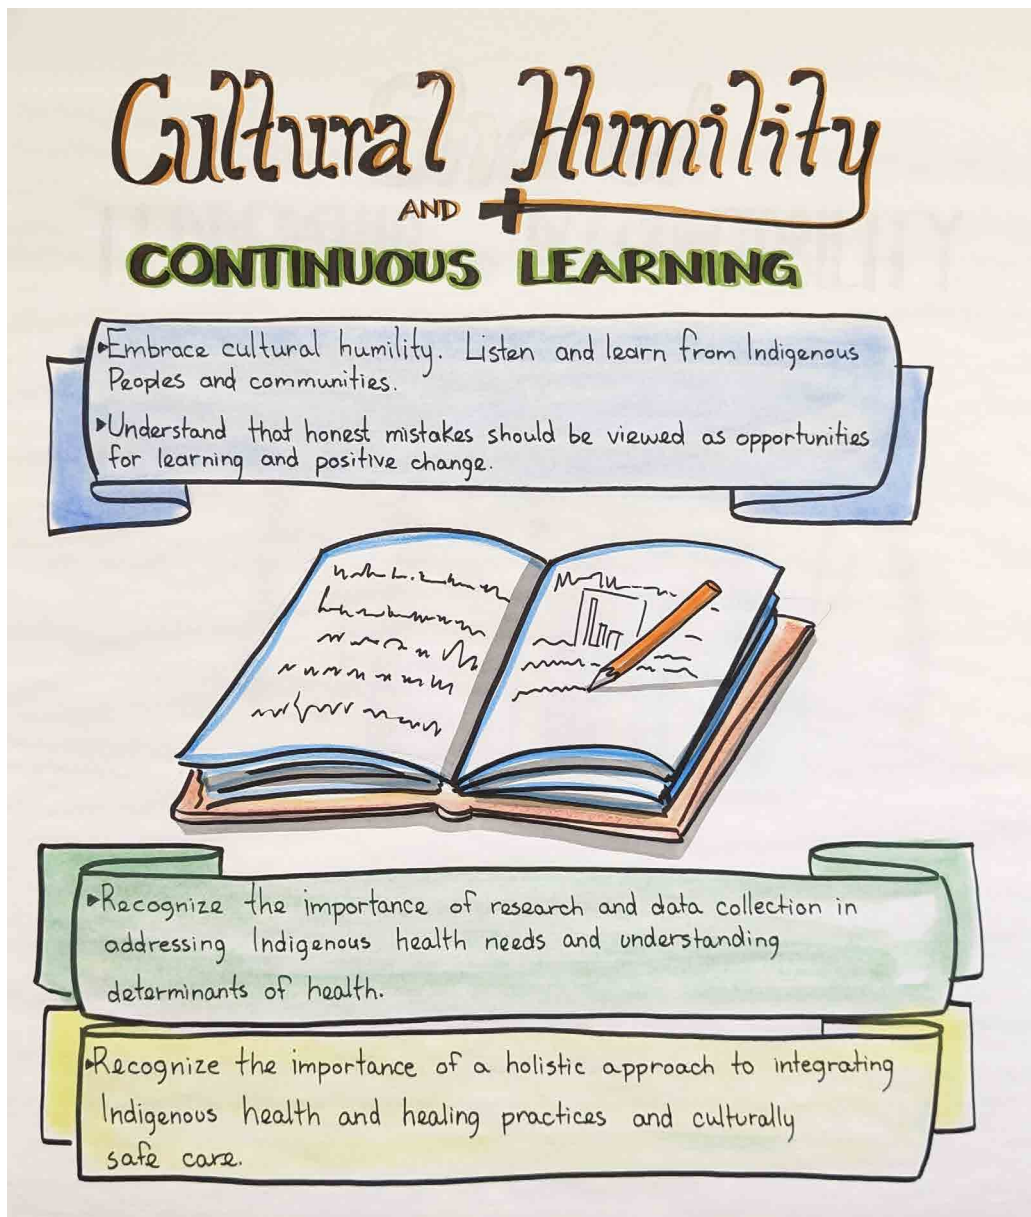 Cultural Humility
AND
CONTINUOUS LEARNING
▸Embrace cultural humility. Listen and learn from Indigenous
Peoples and communities.
▸Understand that honest mistakes should be viewed as opportunities
for learning and positive change.
▸Recognize the importance of research and data collection in
addressing Indigenous health needs and understanding
determinants of health.
▸Recognize the importance of a holistic approach to integrating
Indigenous health and healing practices and culturally
safe care.